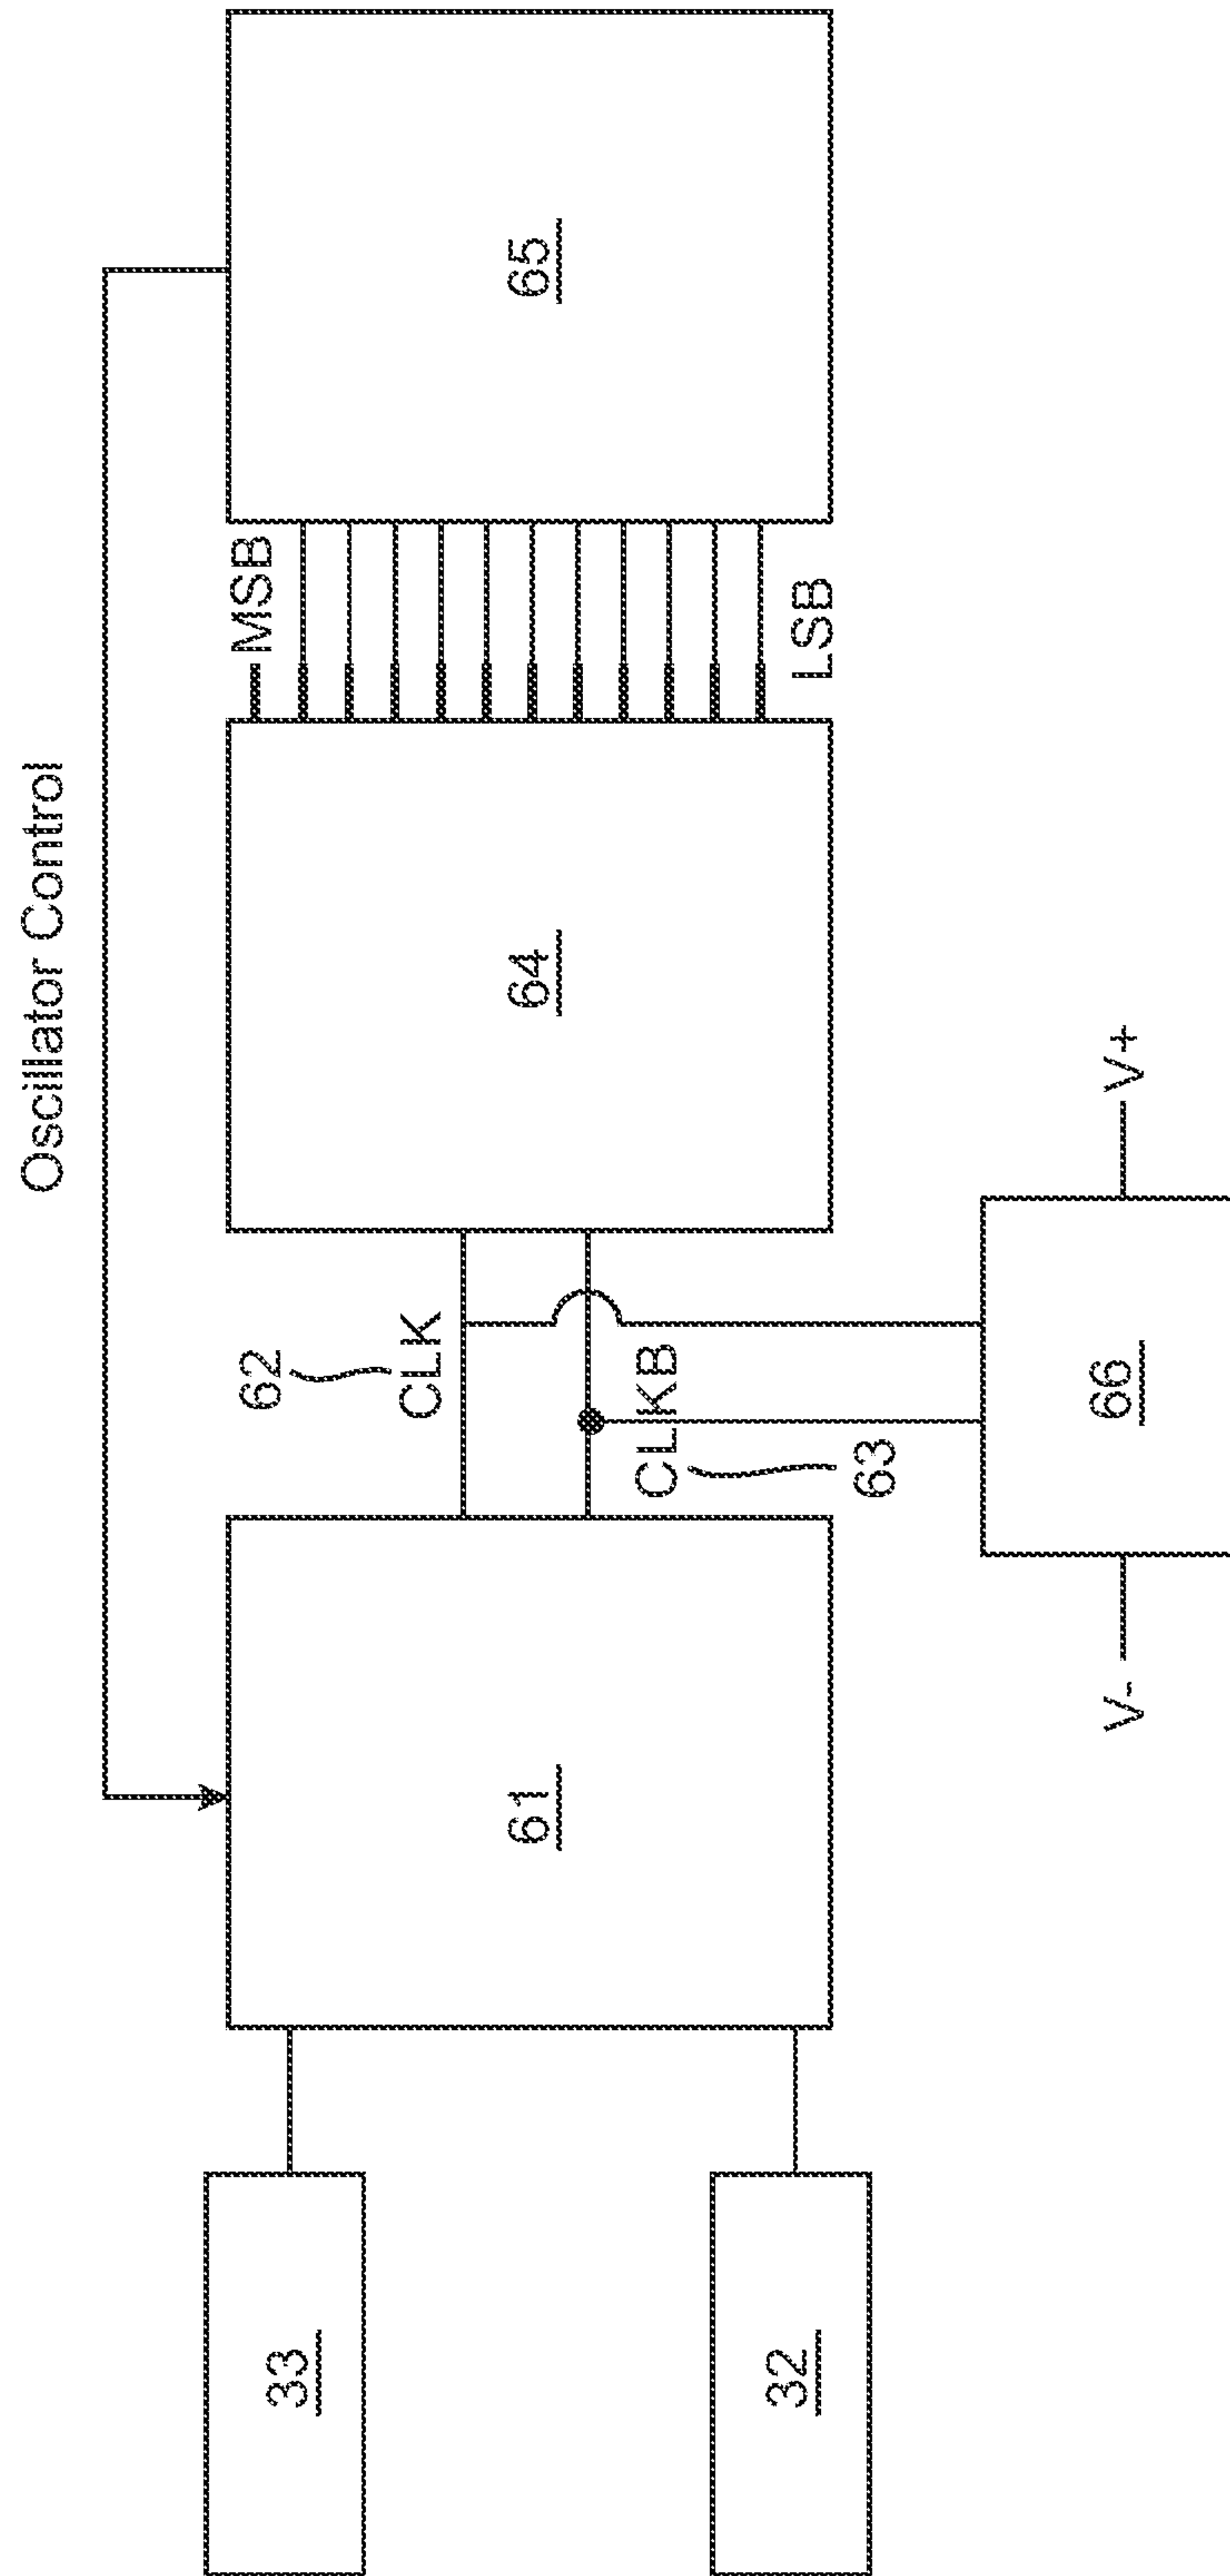 Oscillator Control
33
32
61
62
CLK
CLKB
63
64
MSB
LSB
65
V-
66
V+